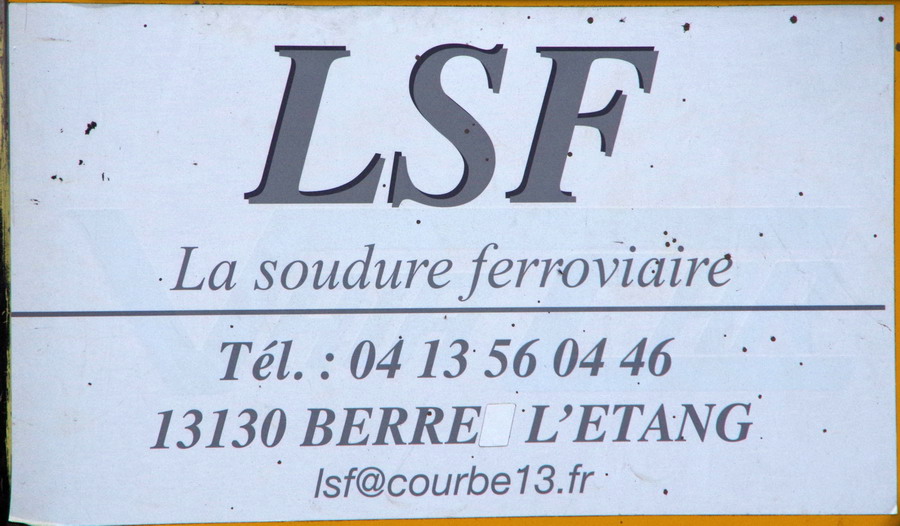 LSF
La soudure ferroviaire
Tél. : 04 13 56 04 46
13130 BERRE L'ETANG
lsf@courbe13.fr